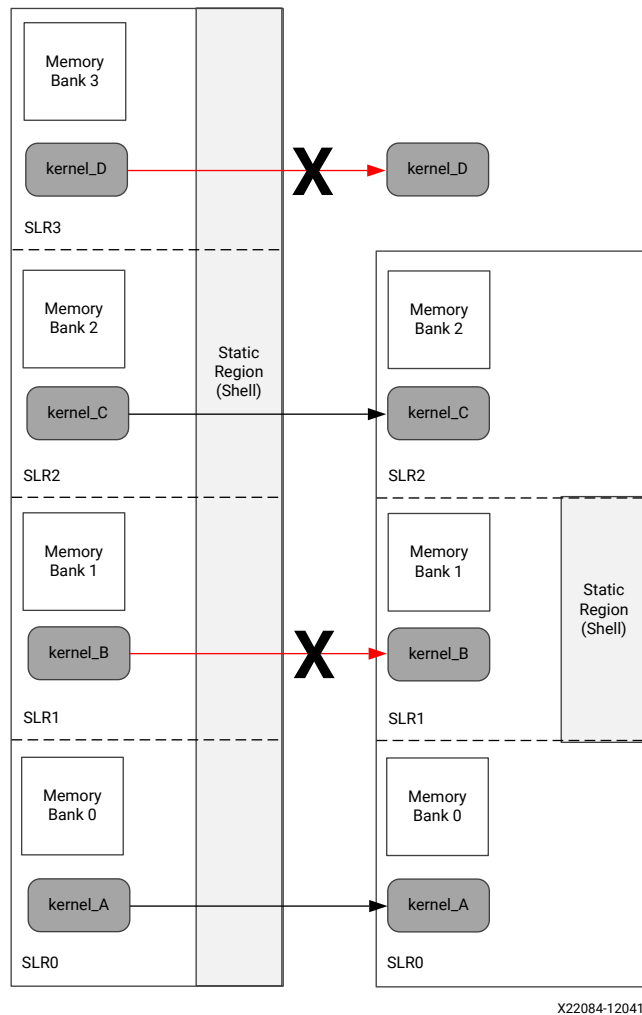 Memory
Bank 3
kernel_D
kernel_D
SLR3
Memory
Bank 2
Static
Region
(Shell)
Memory
Bank 2
kernel_C
kernel_C
SLR2
SLR2
Memory
Bank 1
Memory
Bank 1
Static
Region
(Shell)
kernel_B
kernel_B
SLR1
SLR1
Memory
Bank 0
Memory
Bank 0
kernel_A
kernel_A
SLR0
SLR0
X22084-12041